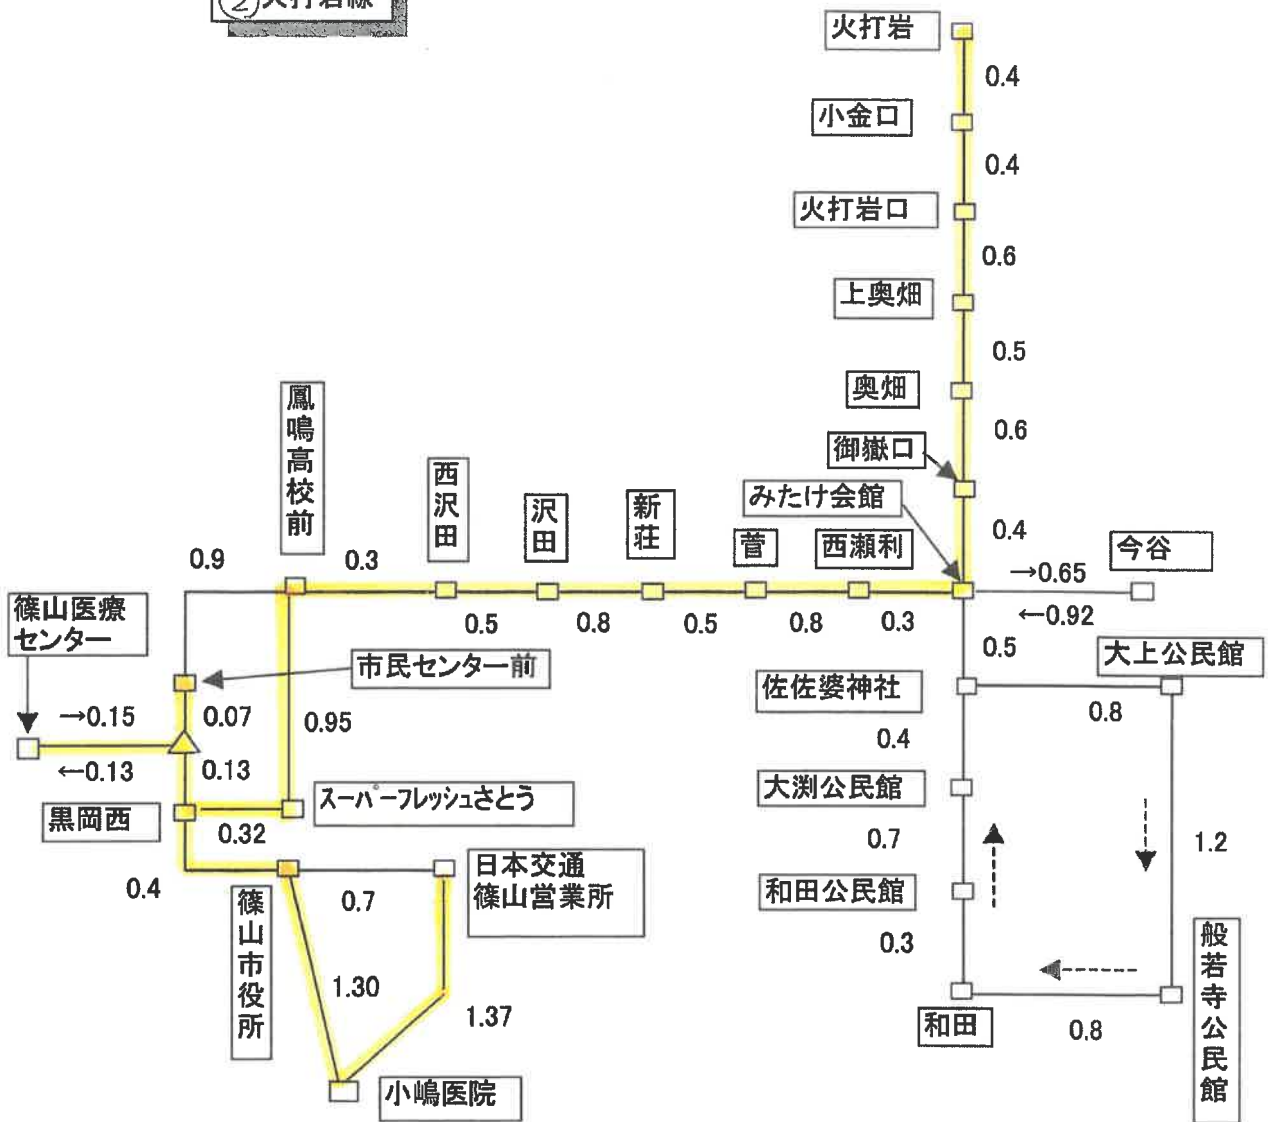 ② 火打岩線
火打岩
0.4
小金口
0.4
火打岩口
0.6
上奥畑
0.5
奥畑
0.6
御嶽口
みたけ会館
0.4
今谷
→0.65
←0.92
鳳鳴高校前
西沢田
沢田
新荘
菅
西瀬利
0.9
0.3
0.5
0.8
0.5
0.8
0.3
篠山医療
センター
市民センター前
→0.15
←0.13
0.07
0.13
0.95
黒岡西
0.32
スーパーフレッシュさとう
0.4
篠山市役所
0.7
日本交通
篠山営業所
1.30
1.37
小嶋医院
0.5
佐佐婆神社
大上公民館
0.8
0.4
大渕公民館
0.7
和田公民館
0.3
和田
0.8
1.2
般若寺公民館